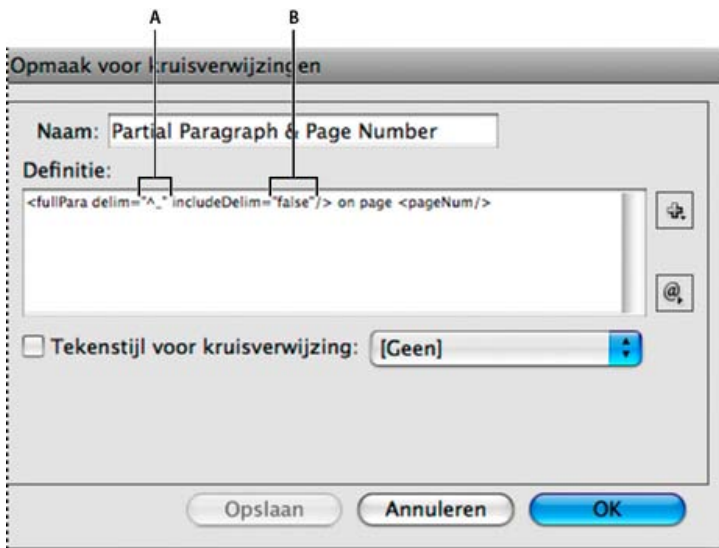 A B
Opmaak voor kruisverwijzingen
Naam: Partial Paragraph & Page Number
Definitie:
<fullPara delim="^_" includeDelim="false"/> on page <pageNum/>
@
Tekenstijl voor kruisverwijzing: [Geen]
Opslaan Annuleren OK